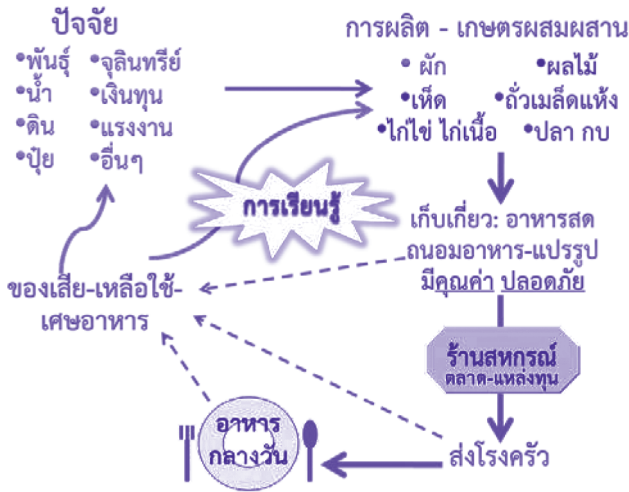 ปัจจัย
•พันธุ์ •จุลินทรีย์
•น้ำ •เงินทุน
•ดิน •แรงงาน
•ปุ๋ย •อื่นๆ
การผลิต - เกษตรผสมผสาน
• ผัก •ผลไม้
•เห็ด •ถั่วเมล็ดแห้ง
•ไก่ไข่ ไก่เนื้อ •ปลา กบ
การเรียนรู้
เก็บเกี่ยว: อาหารสด
ถนอมอาหาร-แปรรูป
มีคุณค่า ปลอดภัย
ของเสีย-เหลือใช้-
เศษอาหาร
ร้านสหกรณ์
ตลาด-แหล่งทุน
อาหาร
กลางวัน
ส่งโรงครัว